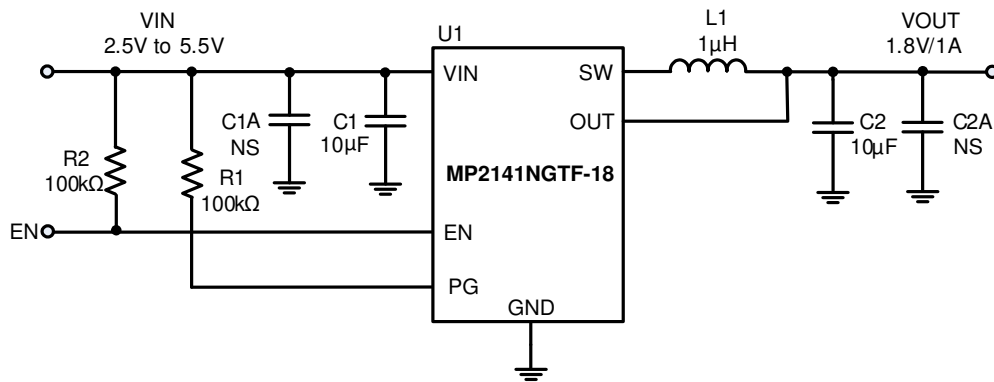 VIN
2.5V to 5.5V
U1
L1
1µH
VOUT
1.8V/1A
VIN
SW
C1A
NS
C1
10µF
OUT
C2
10µF
C2A
NS
R2
100kΩ
R1
100kΩ
MP2141NGTF-18
EN
EN
PG
GND